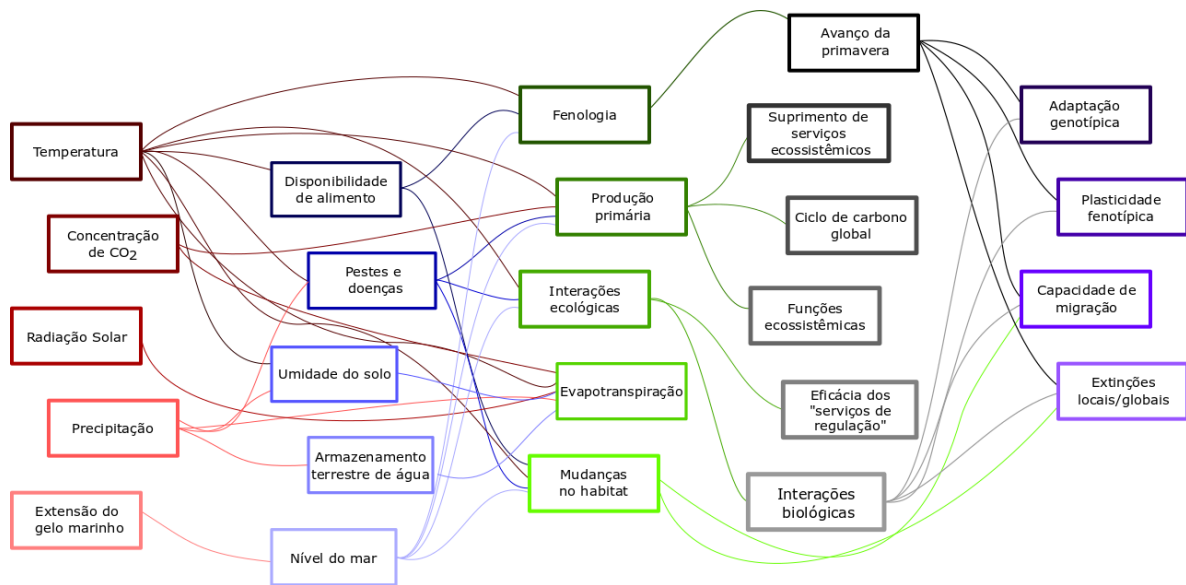 Temperatura
Concentração
de CO2
Radiação Solar
Precipitação
Extensão do
gelo marinho
Disponibilidade
de alimento
Pestes e
doenças
Umidade do solo
Armazenamento
terrestre de água
Nível do mar
Fenologia
Produção
primária
Interações
ecológicas
Evapotranspiração
Mudanças
no habitat
Avanço da
primavera
Suprimento de
serviços
ecossistêmicos
Ciclo de carbono
global
Funções
ecossistêmicas
Eficácia dos
"serviços de
regulação"
Interações
biológicas
Adaptação
genotípica
Plasticidade
fenotípica
Capacidade de
migração
Extinções
locais/globais